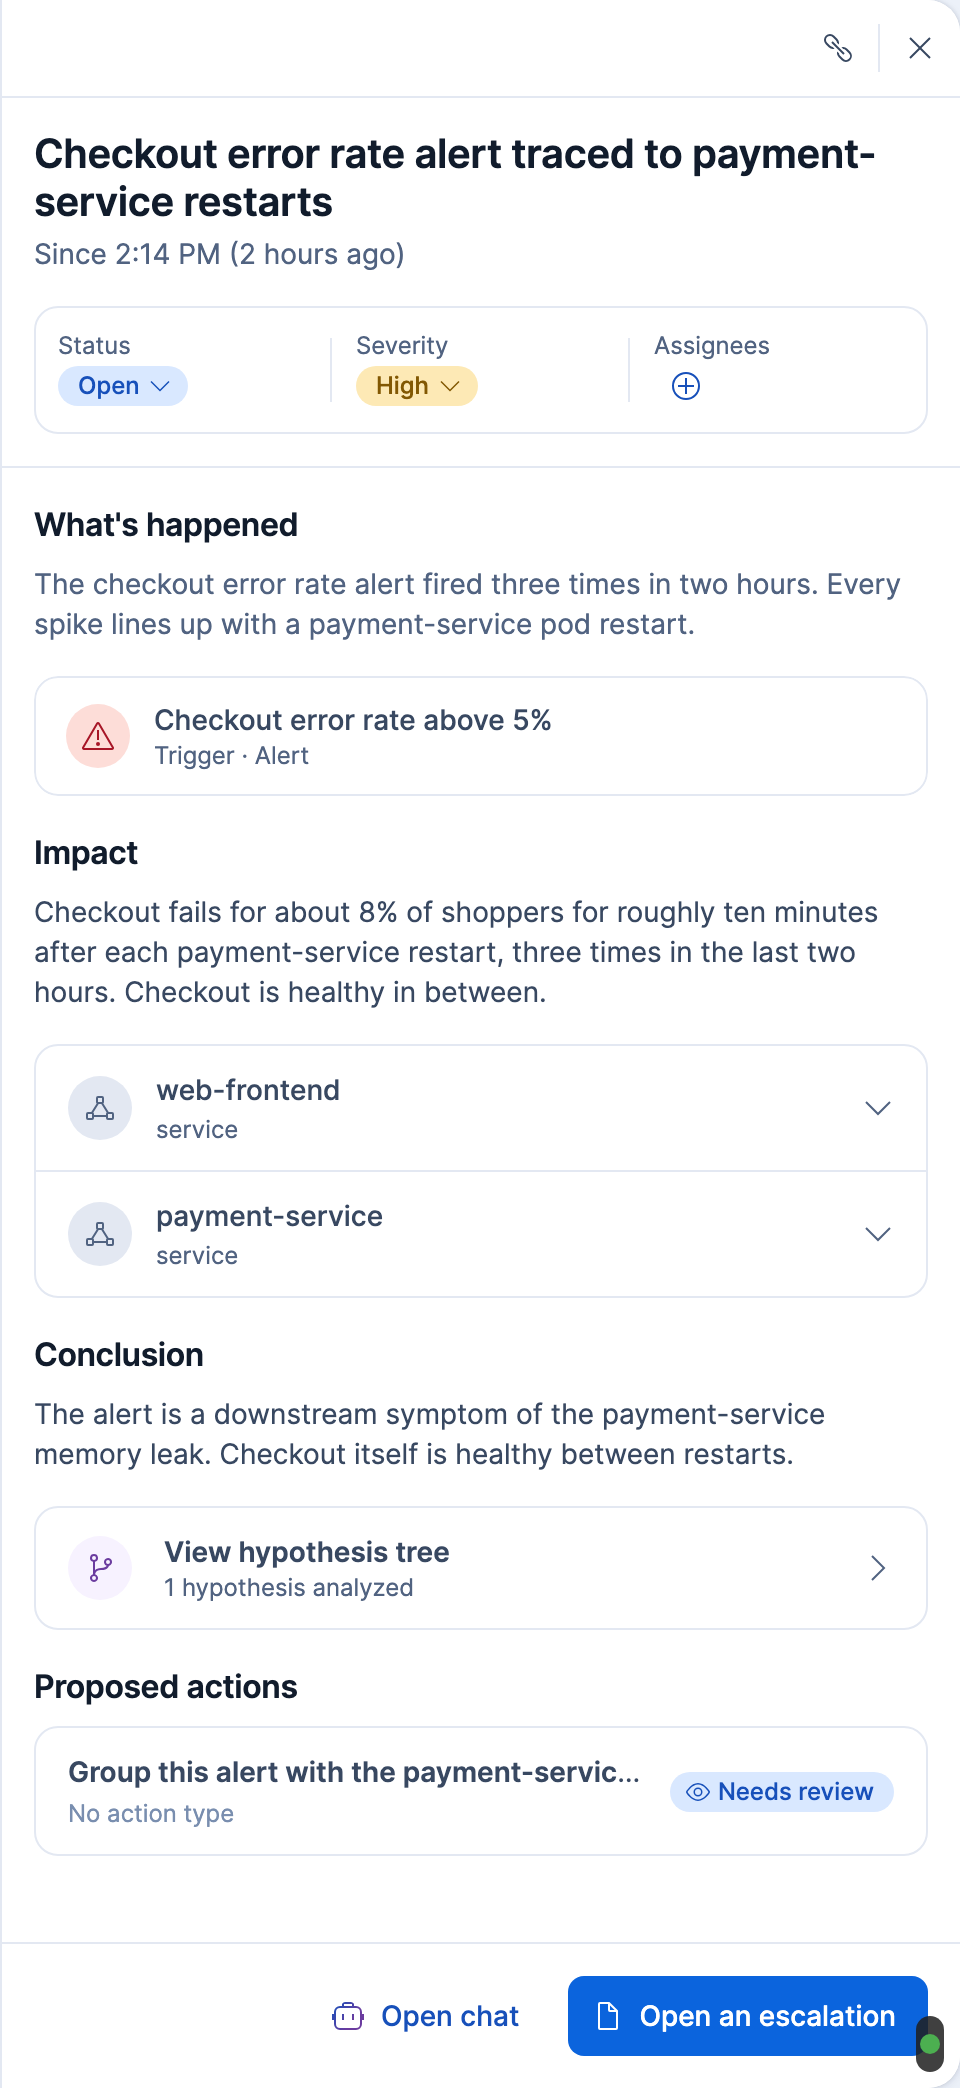 Checkout error rate alert traced to payment-
service restarts
Since 2:14 PM (2 hours ago)
Status
Open
Severity
High
Assignees
What's happened
The checkout error rate alert fired three times in two hours. Every
spike lines up with a payment-service pod restart.
Checkout error rate above 5%
Trigger · Alert
Impact
Checkout fails for about 8% of shoppers for roughly ten minutes
after each payment-service restart, three times in the last two
hours. Checkout is healthy in between.
web-frontend
service
payment-service
service
Conclusion
The alert is a downstream symptom of the payment-service
memory leak. Checkout itself is healthy between restarts.
View hypothesis tree
1 hypothesis analyzed
Proposed actions
Group this alert with the payment-servic...
No action type
Needs review
Open chat
Open an escalation